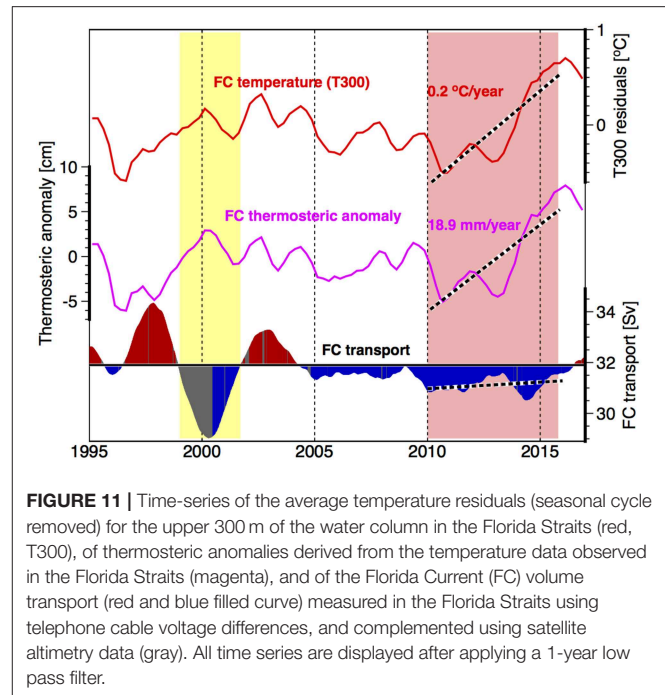 1
FC temperature (T300)
0.2 ºC/year
0
T300 residuals [ºC]
10
5
0
-5
Thermosteric anomaly [cm]
FC thermosteric anomaly
18.9 mm/year
FC transport
34
32
30
FC transport [Sv]
1995
2000
2005
2010
2015
FIGURE 11 | Time-series of the average temperature residuals (seasonal cycle
removed) for the upper 300 m of the water column in the Florida Straits (red,
T300), of thermosteric anomalies derived from the temperature data observed
in the Florida Straits (magenta), and of the Florida Current (FC) volume
transport (red and blue filled curve) measured in the Florida Straits using
telephone cable voltage differences, and complemented using satellite
altimetry data (gray). All time series are displayed after applying a 1-year low
pass filter.